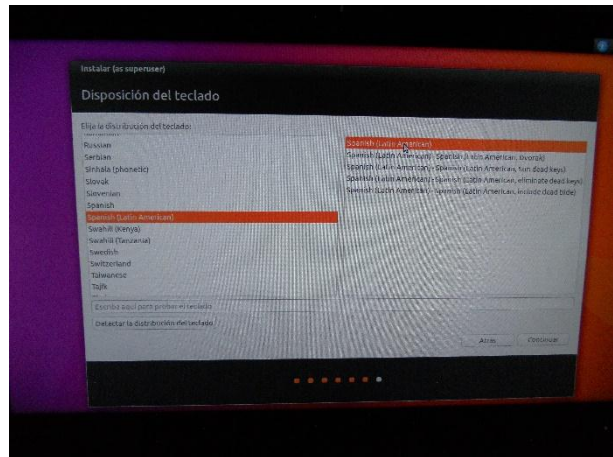 Instalar (as superuser)
Disposición del teclado
Elija la distribución del teclado:
Russian
Serbian
Sinhala (phonetic)
Slovak
Slovenian
Spanish
Spanish (Latin American)
Swahili (Kenya)
Swahili (Tanzania)
Swedish
Switzerland
Taiwanese
Tajik
Spanish (Latin American)
Spanish (Latin American) - Spanish (Latin American, Dvorak)
Spanish (Latin American) - Spanish (Latin American, Sun dead keys)
Spanish (Latin American) - Spanish (Latin American, eliminate dead keys)
Spanish (Latin American) - Spanish (Latin American, include dead tilde)
Escriba aquí para probar el teclado
Detectar la distribución del teclado
Atrás
Continuar